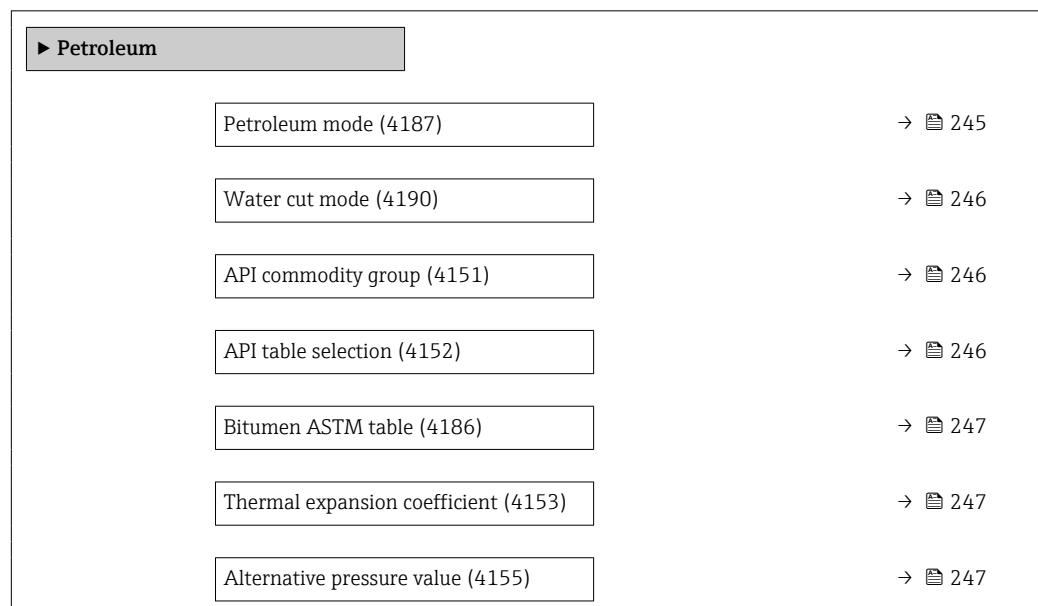 ▶ Petroleum
Petroleum mode (4187) → 245
Water cut mode (4190) → 246
API commodity group (4151) → 246
API table selection (4152) → 246
Bitumen ASTM table (4186) → 247
Thermal expansion coefficient (4153) → 247
Alternative pressure value (4155) → 247